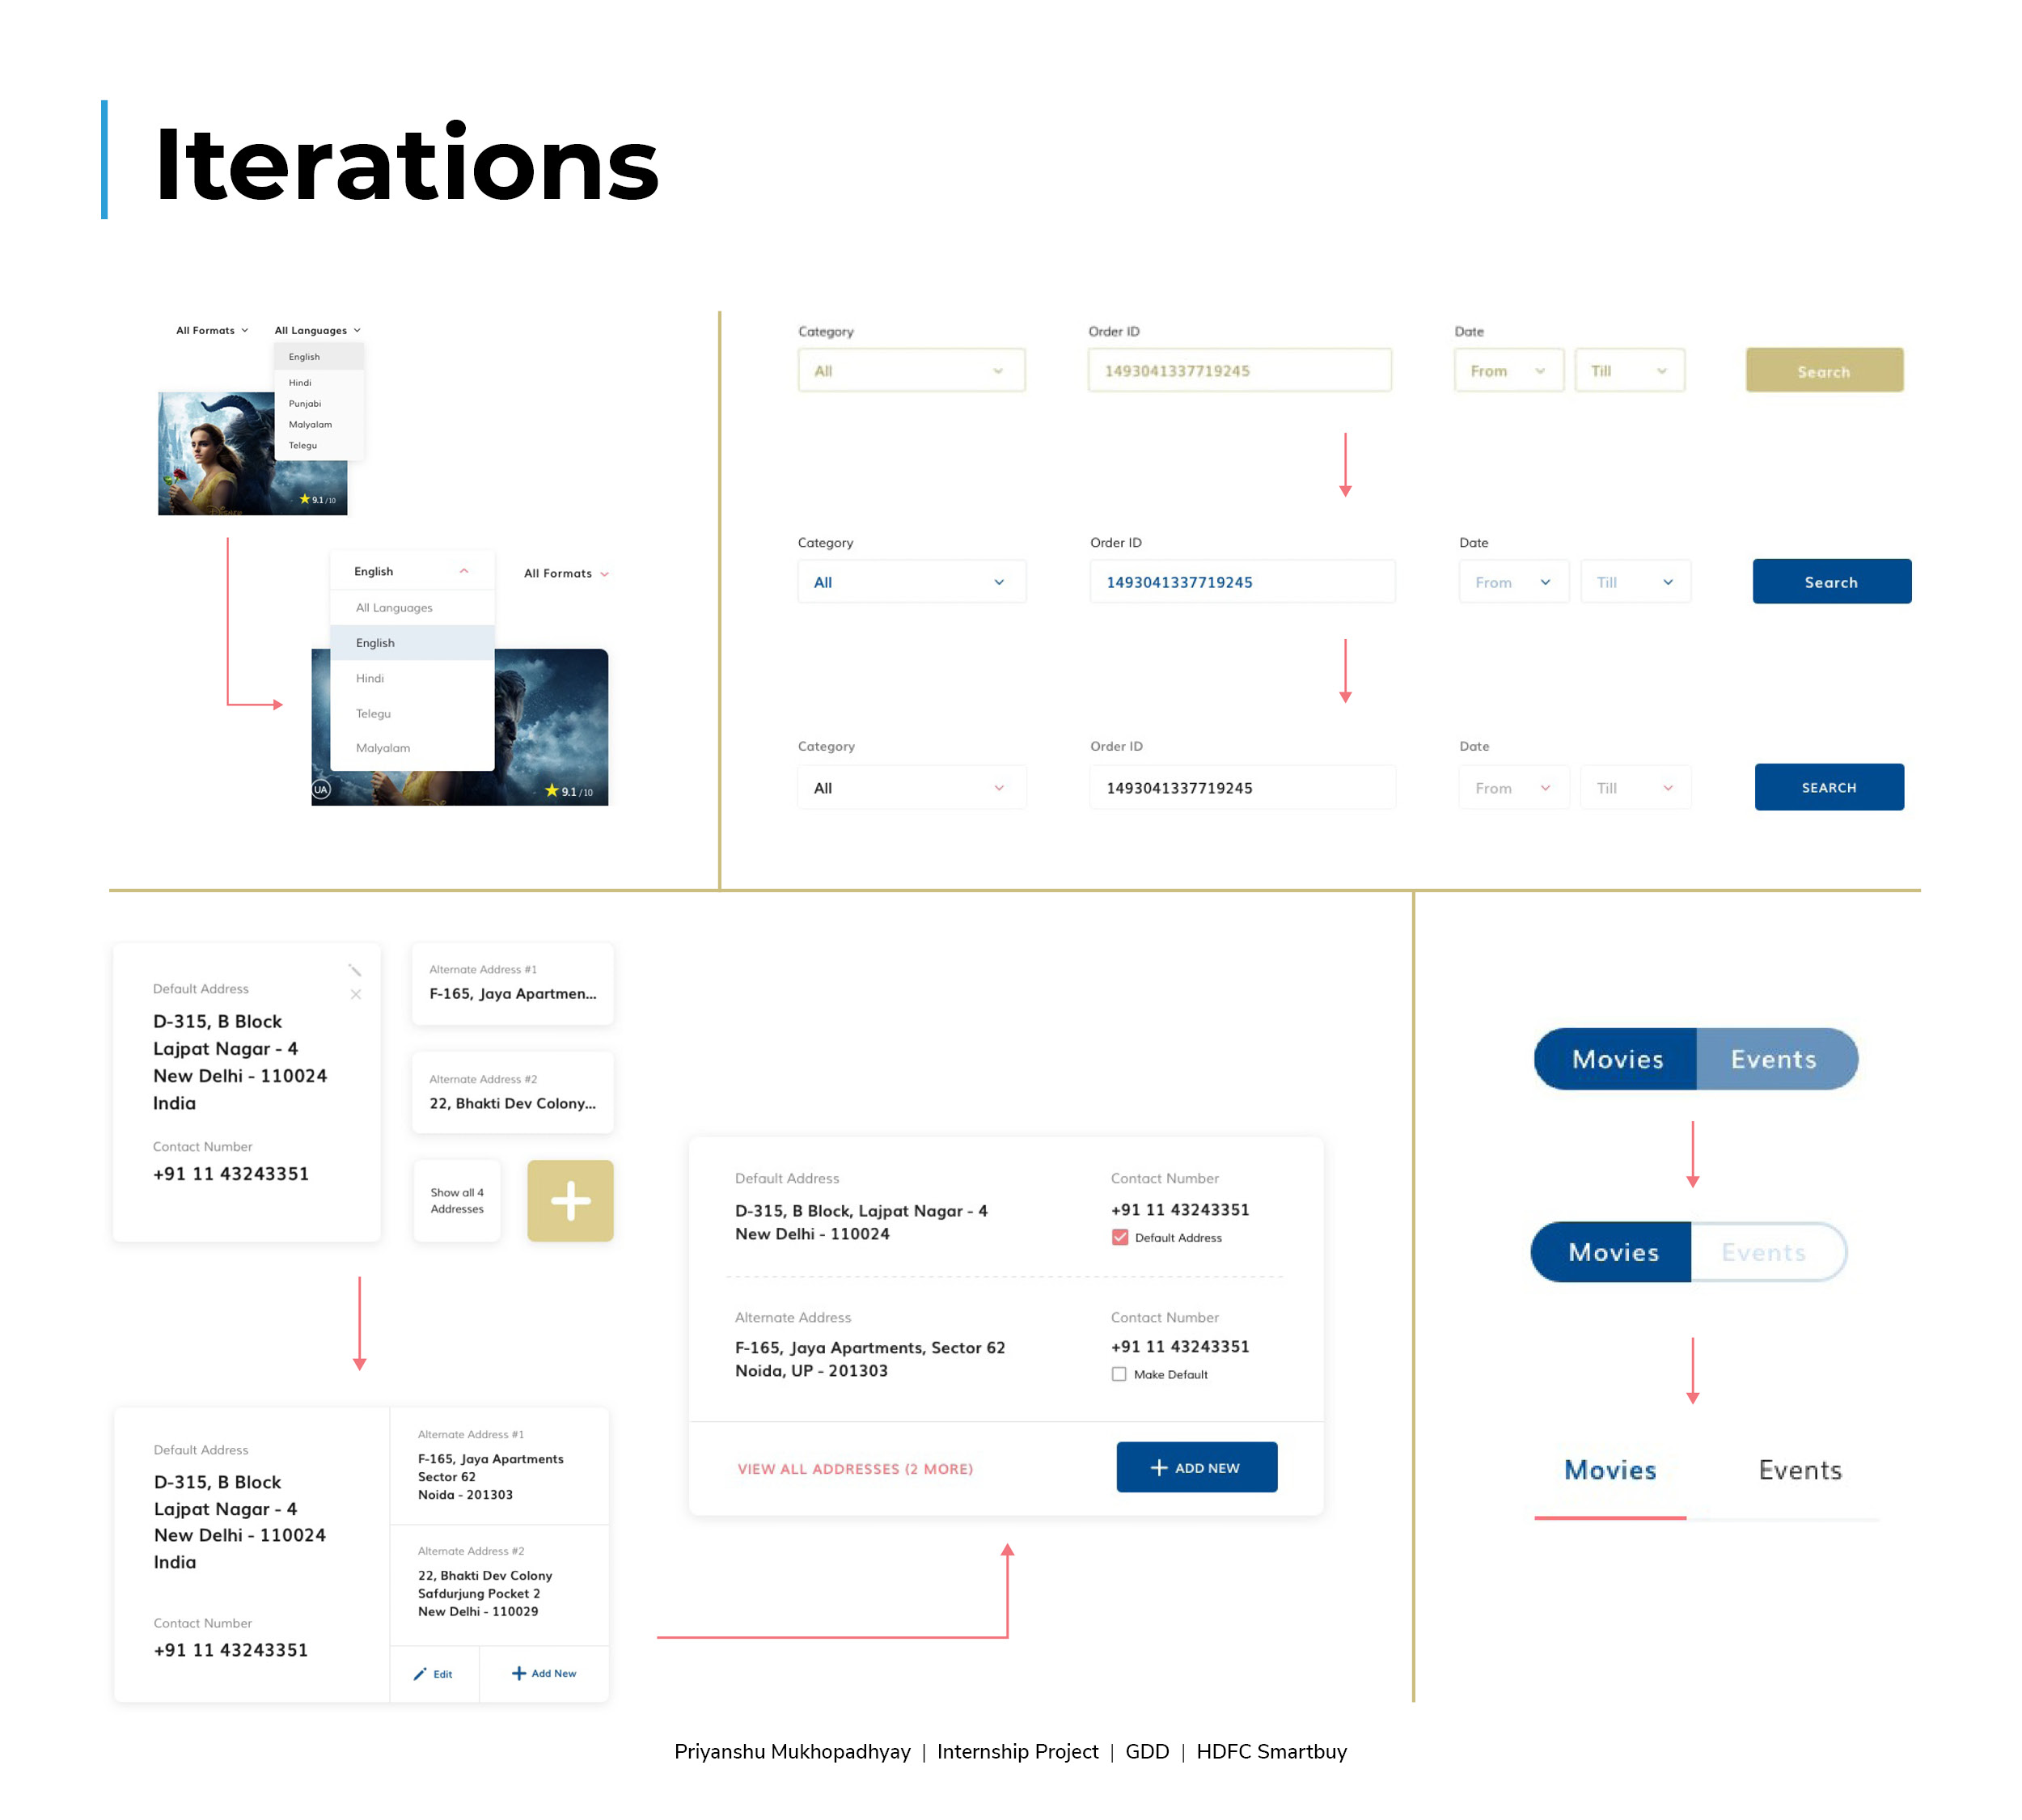 Iterations
All Formats All Languages
English
Hindi
Punjabi
Malyalam
Telegu
9.1 / 10
Disney
English All Formats
All Languages
English
Hindi
Telegu
Malyalam
UA
9.1 / 10
Category Order ID Date
All 1493041337719245 From Till Search
Category Order ID Date
All 1493041337719245 From Till Search
Category Order ID Date
All 1493041337719245 From Till SEARCH
Default Address
D-315, B Block
Lajpat Nagar - 4
New Delhi - 110024
India
Contact Number
+91 11 43243351
Alternate Address #1
F-165, Jaya Apartmen...
Alternate Address #2
22, Bhakti Dev Colony...
Show all 4
Addresses
Default Address
D-315, B Block
Lajpat Nagar - 4
New Delhi - 110024
India
Contact Number
+91 11 43243351
Alternate Address #1
F-165, Jaya Apartments
Sector 62
Noida - 201303
Alternate Address #2
22, Bhakti Dev Colony
Safdurjung Pocket 2
New Delhi - 110029
Edit Add New
Default Address
D-315, B Block, Lajpat Nagar - 4
New Delhi - 110024
Contact Number
+91 11 43243351
Default Address
Alternate Address
F-165, Jaya Apartments, Sector 62
Noida, UP - 201303
Contact Number
+91 11 43243351
Make Default
VIEW ALL ADDRESSES (2 MORE)
ADD NEW
Movies Events
Movies Events
Movies Events
Priyanshu Mukhopadhyay | Internship Project | GDD | HDFC Smartbuy